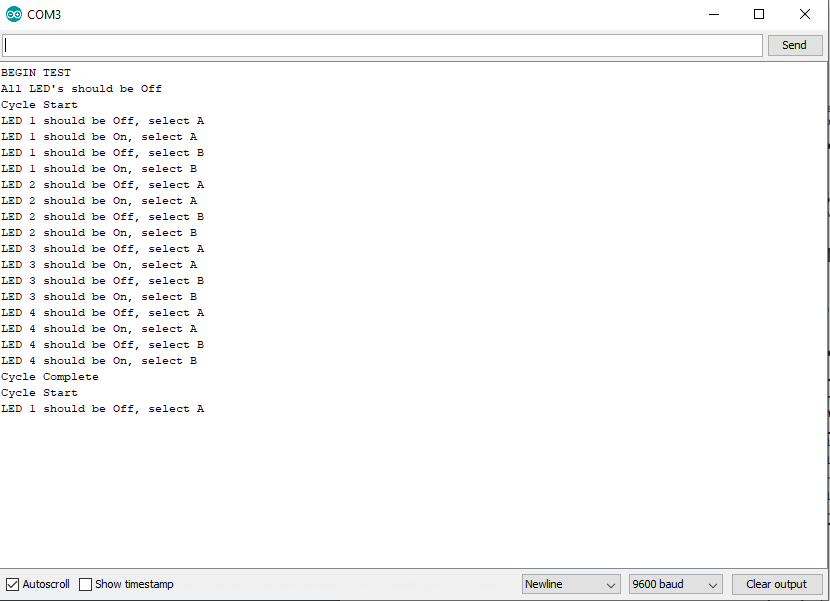 COM3
Send
BEGIN TEST
All LED's should be Off
Cycle Start
LED 1 should be Off, select A
LED 1 should be On, select A
LED 1 should be Off, select B
LED 1 should be On, select B
LED 2 should be Off, select A
LED 2 should be On, select A
LED 2 should be Off, select B
LED 2 should be On, select B
LED 3 should be Off, select A
LED 3 should be On, select A
LED 3 should be Off, select B
LED 3 should be On, select B
LED 4 should be Off, select A
LED 4 should be On, select A
LED 4 should be Off, select B
LED 4 should be On, select B
Cycle Complete
Cycle Start
LED 1 should be Off, select A
Autoscroll Show timestamp Newline 9600 baud Clear output